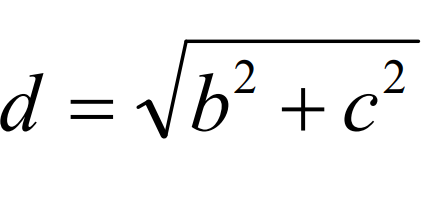 d = √(b² + c²)